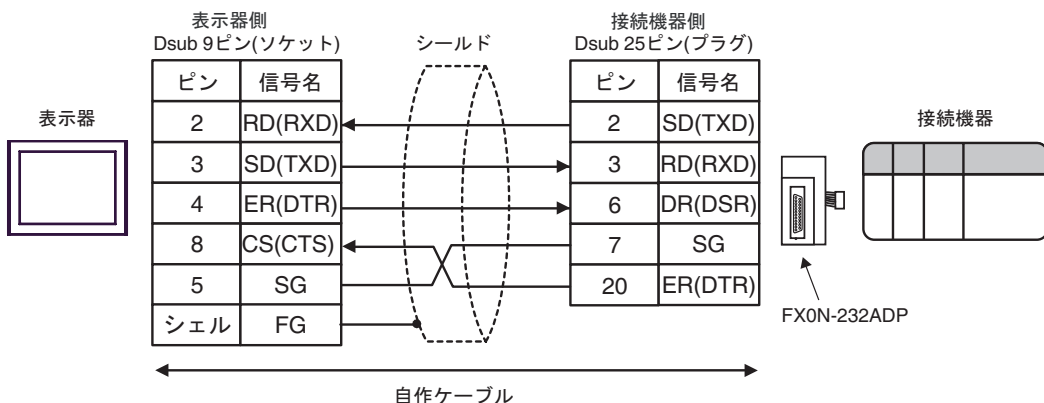 表示器側
Dsub 9ピン(ソケット)
シールド
接続機器側
Dsub 25ピン(プラグ)
表示器
接続機器
ピン 信号名
2 RD(RXD)
3 SD(TXD)
4 ER(DTR)
8 CS(CTS)
5 SG
シェル FG
ピン 信号名
2 SD(TXD)
3 RD(RXD)
6 DR(DSR)
7 SG
20 ER(DTR)
FX0N-232ADP
自作ケーブル